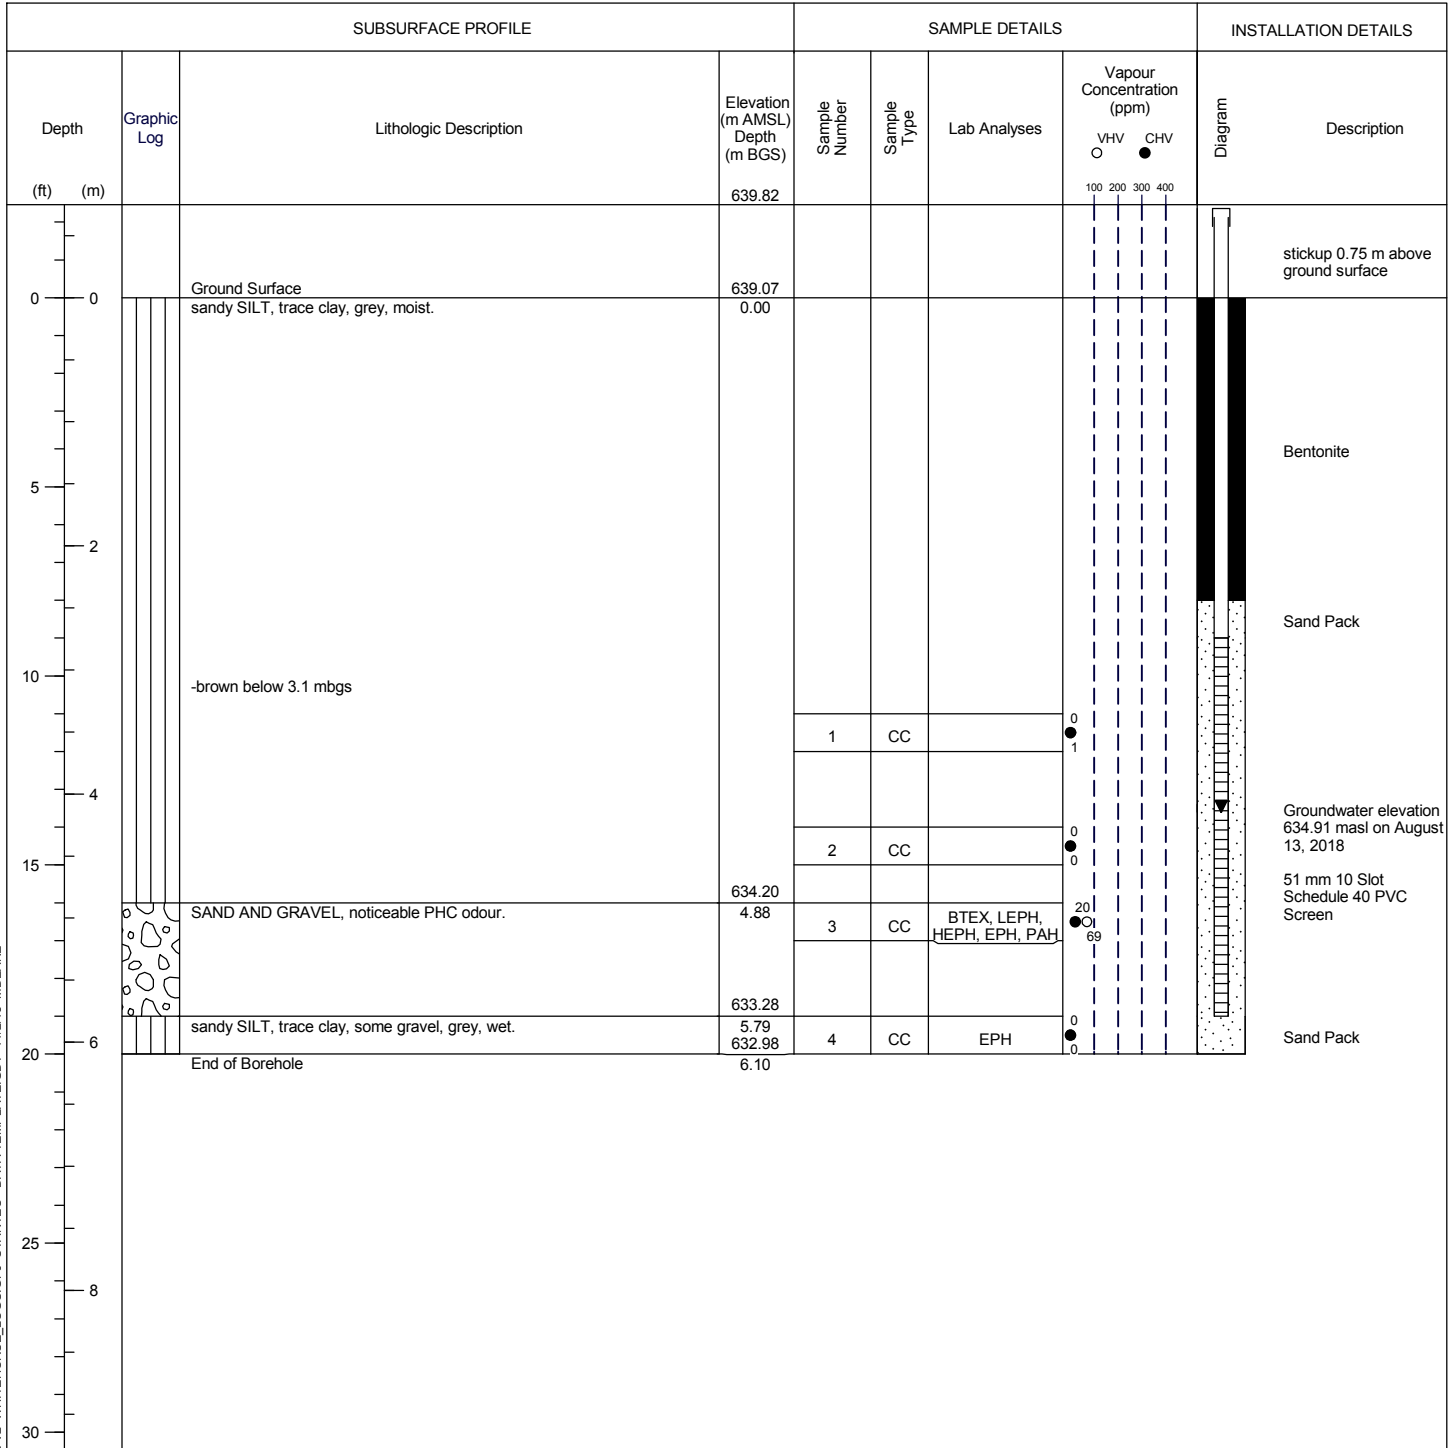 SUBSURFACE PROFILE
SAMPLE DETAILS
INSTALLATION DETAILS
Depth
(ft) (m)
Graphic
Log
Lithologic Description
Elevation
(m AMSL)
Depth
(m BGS)
639.82
Sample
Number
Sample
Type
Lab Analyses
Vapour
Concentration
(ppm)
VHV CHV
100 200 300 400
Diagram
Description
stickup 0.75 m above
ground surface
Ground Surface
639.07
0 0
sandy SILT, trace clay, grey, moist.
0.00
Bentonite
5
2
Sand Pack
10
-brown below 3.1 mbgs
1 CC
0
1
4
Groundwater elevation
634.91 masl on August
13, 2018
2 CC
0
0
15
51 mm 10 Slot
Schedule 40 PVC
Screen
634.20
SAND AND GRAVEL, noticeable PHC odour.
4.88
3 CC
BTEX, LEPH,
HEPH, EPH, PAH
20
69
633.28
sandy SILT, trace clay, some gravel, grey, wet.
5.79
632.98
4 CC EPH
0
0
Sand Pack
6
20
End of Borehole
6.10
25
8
30